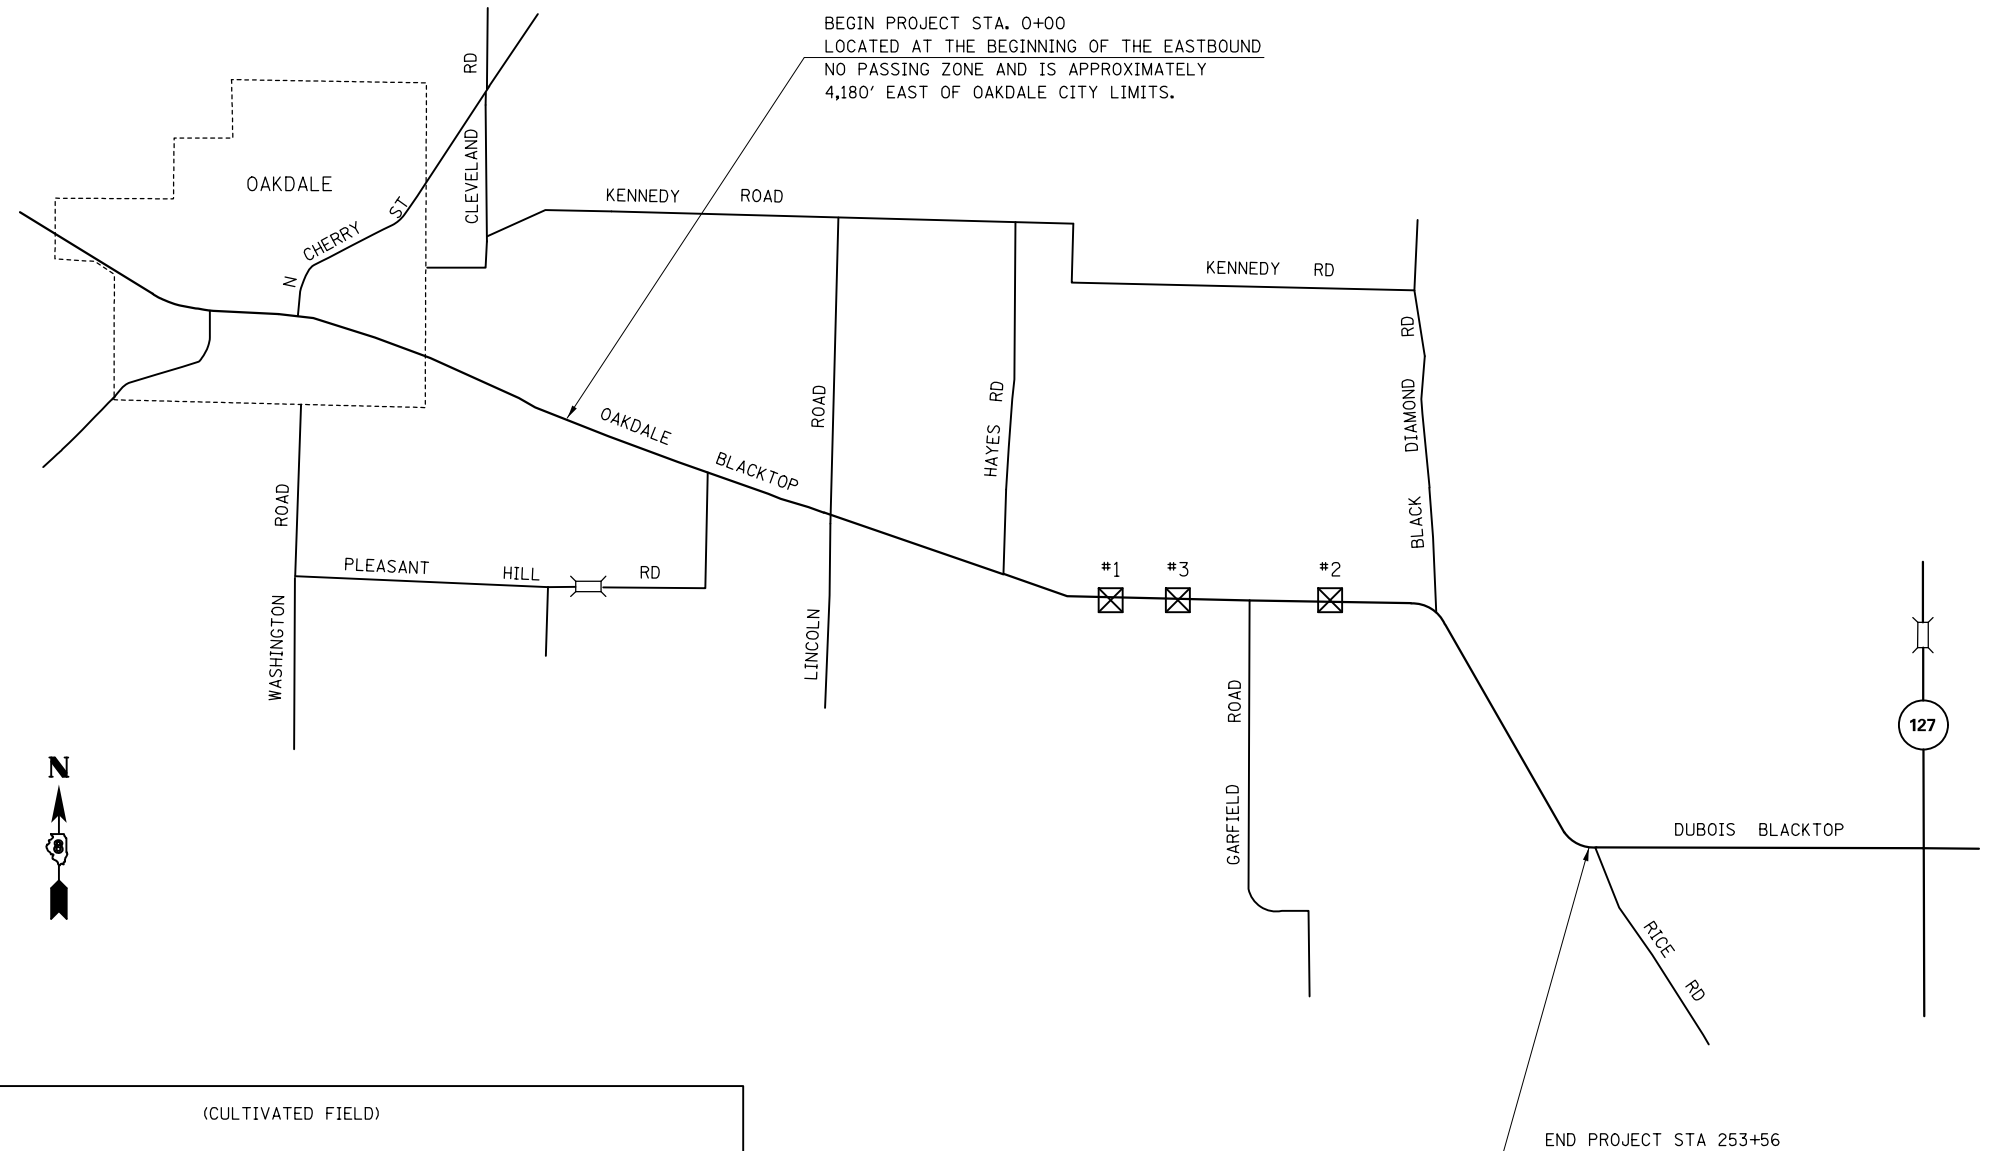 BEGIN PROJECT STA. 0+00
LOCATED AT THE BEGINNING OF THE EASTBOUND
NO PASSING ZONE AND IS APPROXIMATELY
4,180' EAST OF OAKDALE CITY LIMITS.
CLEVELAND RD
OAKDALE
N CHERRY ST
KENNEDY ROAD
KENNEDY RD
OAKDALE BLACKTOP
LINCOLN ROAD
HAYES RD
BLACK DIAMOND RD
WASHINGTON ROAD
PLEASANT HILL RD
#1
#3
#2
GARFIELD ROAD
127
N
8
DUBOIS BLACKTOP
RICE RD
(CULTIVATED FIELD)
END PROJECT STA 253+56